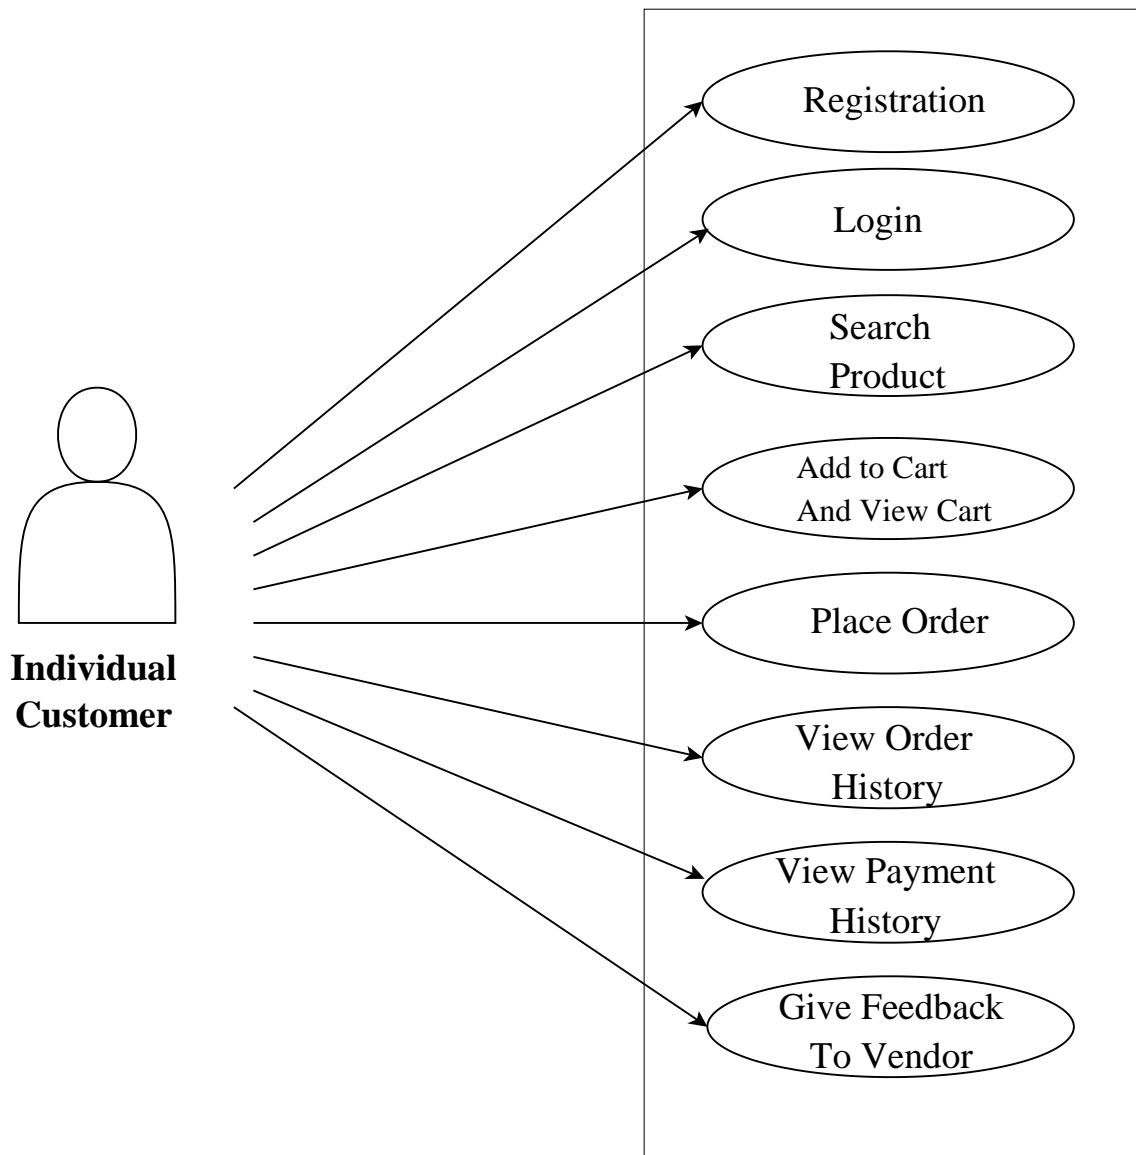 Registration
Login
Search
Product
Add to Cart
And View Cart
Place Order
Individual
Customer
View Order
History
View Payment
History
Give Feedback
To Vendor